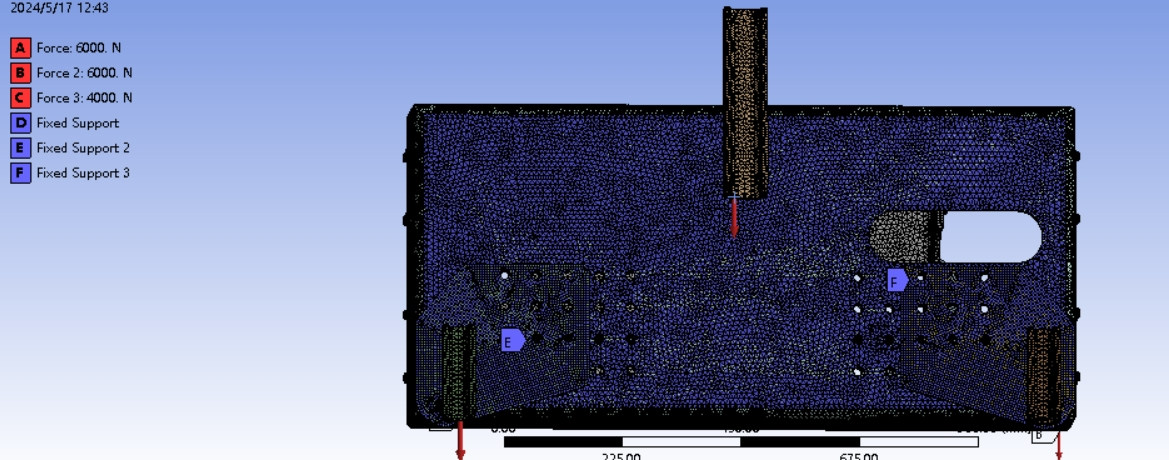 2024/5/17 12:43
A Force: 6000. N
B Force 2: 6000. N
C Force 3: 4000. N
D Fixed Support
E Fixed Support 2
F Fixed Support 3
F
E
B
0.00
225.00
675.00